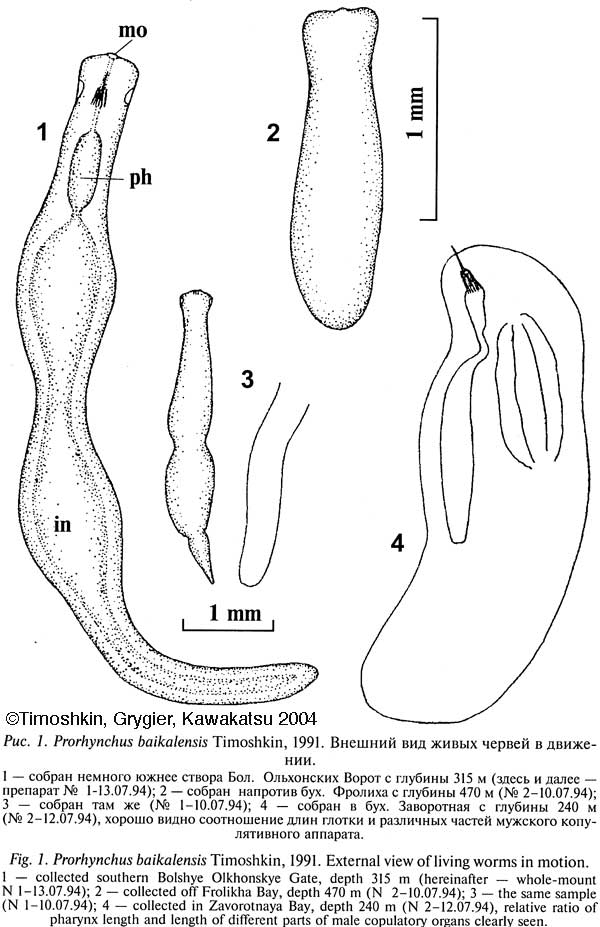 mo
1
ph
2
1 mm
3
in
4
1 mm
©Timoshkin, Grygier, Kawakatsu 2004
Рис. 1. Prorhynchus baikalensis Timoshkin, 1991. Внешний вид живых червей в движе-
нии.
1 — собран немного южнее створа Бол. Ольхонских Ворот с глубины 315 м (здесь и далее —
препарат № 1-13.07.94); 2 — собран напротив бух. Фролиха с глубины 470 м (№ 2–10.07.94);
3 — собран там же (№ 1–10.07.94); 4 — собран в бух. Заворотная с глубины 240 м
(№ 2–12.07.94), хорошо видно соотношение длин глотки и различных частей мужского копу-
лятивного аппарата.
Fig. 1. Prorhynchus baikalensis Timoshkin, 1991. External view of living worms in motion.
1 — collected southern Bolshye Olkhonskye Gate, depth 315 m (hereinafter — whole-mount
N 1–13.07.94); 2 — collected off Frolikha Bay, depth 470 m (N 2–10.07.94); 3 — the same sample
(N 1–10.07.94); 4 — collected in Zavorotnaya Bay, depth 240 m (N 2–12.07.94), relative ratio of
pharynx length and length of different parts of male copulatory organs clearly seen.